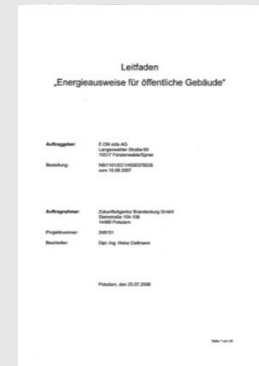 Leitfaden
„Energieausweise für öffentliche Gebäude"
Auftraggeber: E.ON edis AG
Langewahler Straße 60
15517 Fürstenwalde/Spree
Bestellung:
vom 16.08.2007
Auftragnehmer: ZukunftsAgentur Brandenburg GmbH
Steinstraße 104-106
14480 Potsdam
Projektnummer:
Bearbeiter: Dipl.-Ing. Heinz Dallmann
Potsdam, den 25.07.2008